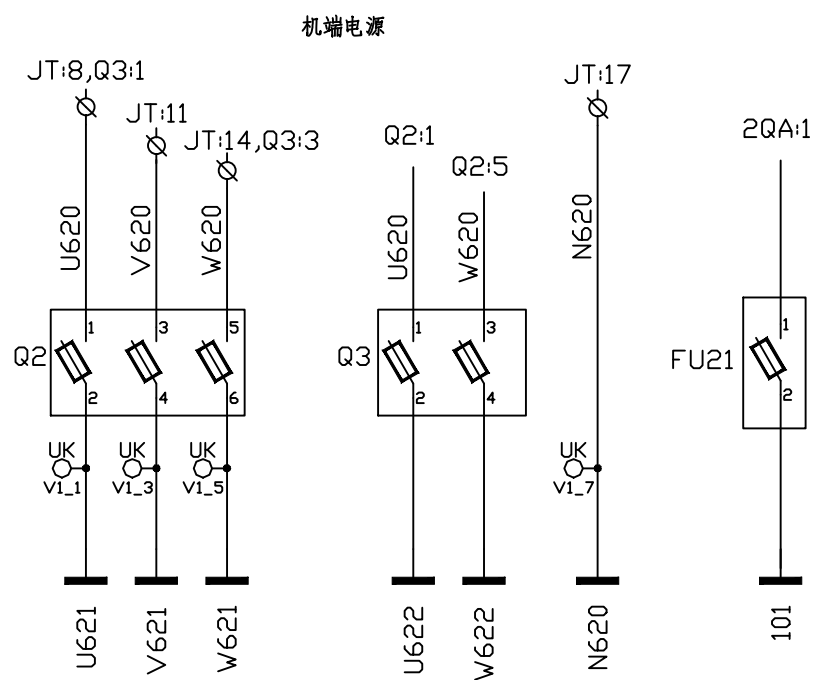 机端电源
JT:8,Q3:1
JT:11
JT:14,Q3:3
Q2:1
Q2:5
JT:17
2QA:1
U620
V620
W620
U620
W620
N620
Q2
1
3
5
2
4
6
Q3
1
3
2
4
FU21
1
2
UK
V1_1
UK
V1_3
UK
V1_5
UK
V1_7
U621
V621
W621
U622
W622
N620
101